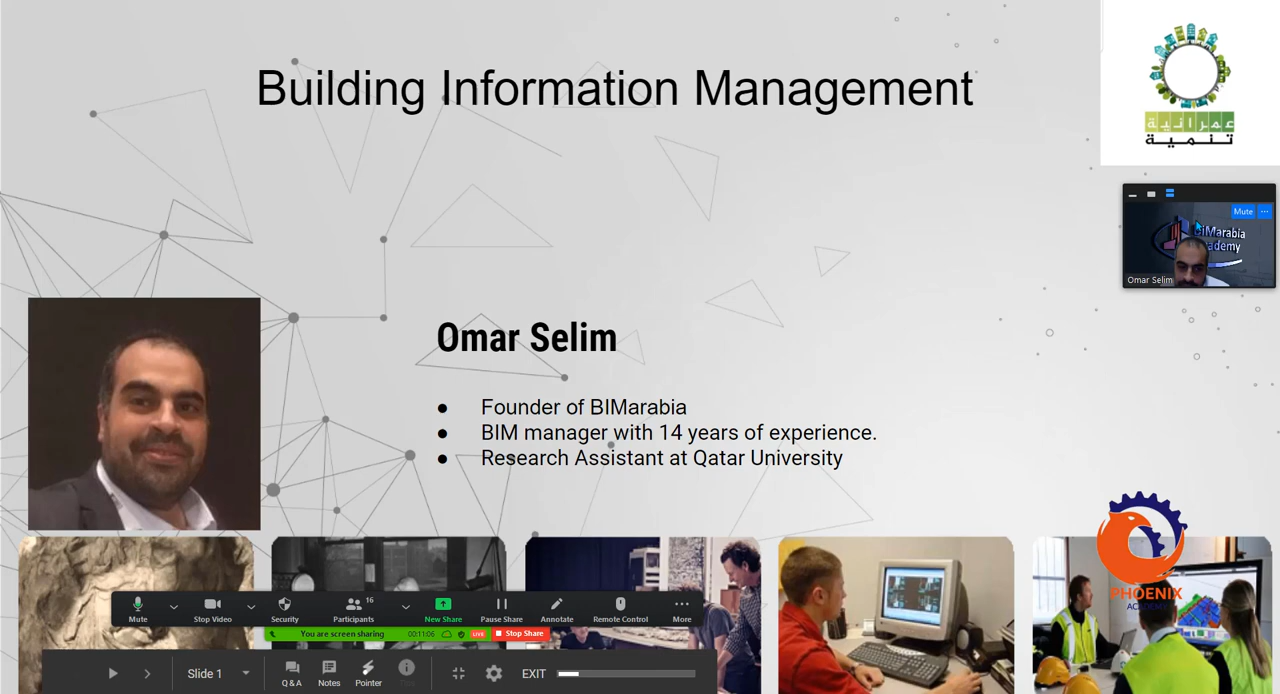 Building Information Management
عمرانية
تنمية
Mute
BIMarabia
Academy
Omar Selim
Omar Selim
● Founder of BIMarabia
● BIM manager with 14 years of experience.
● Research Assistant at Qatar University
PHOENIX
ACADEMY
16
Mute Stop Video Security Participants New Share Pause Share Annotate Remote Control More
You are screen sharing 00:11:06 LIVE Stop Share
Slide 1 EXIT
Q & A Notes Pointer